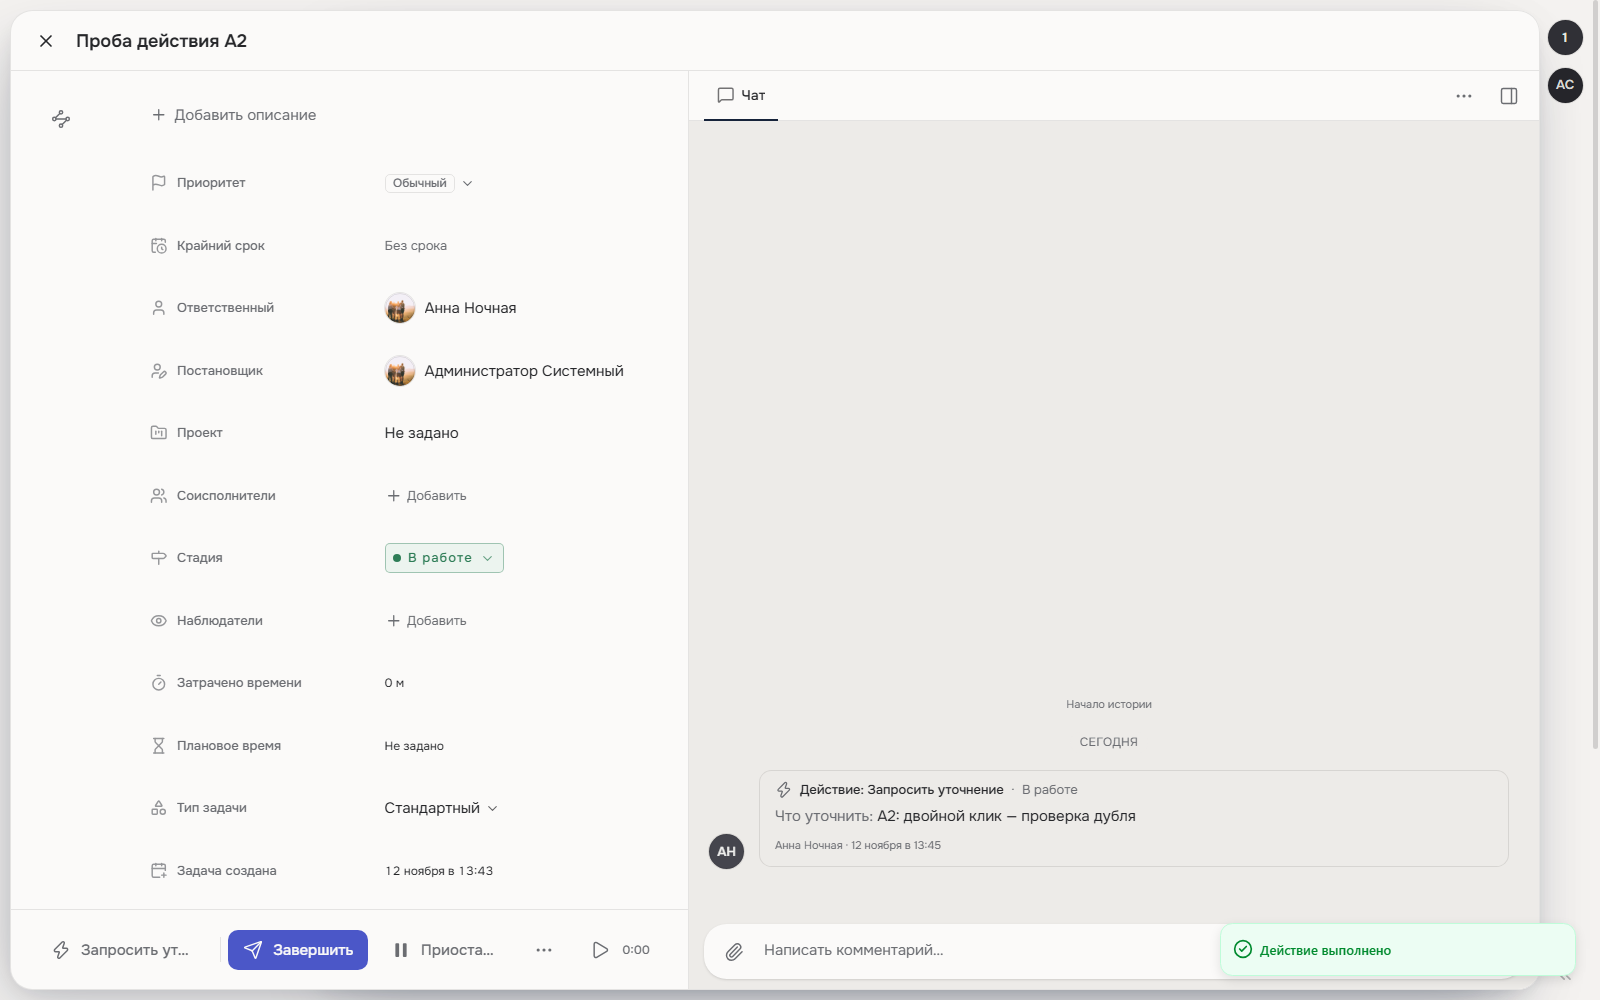 Проба действия A2
1
АС
Добавить описание
Приоритет
Обычный
Крайний срок
Без срока
Ответственный
Анна Ночная
Постановщик
Администратор Системный
Проект
Не задано
Соисполнители
Добавить
Стадия
В работе
Наблюдатели
Добавить
Затрачено времени
0 м
Плановое время
Не задано
Тип задачи
Стандартный
Задача создана
12 ноября в 13:43
Запросить ут...
Завершить
Приоста...
0:00
Чат
Начало истории
СЕГОДНЯ
Действие: Запросить уточнение · В работе
Что уточнить: A2: двойной клик — проверка дубля
Анна Ночная · 12 ноября в 13:45
АН
Написать комментарий...
Действие выполнено